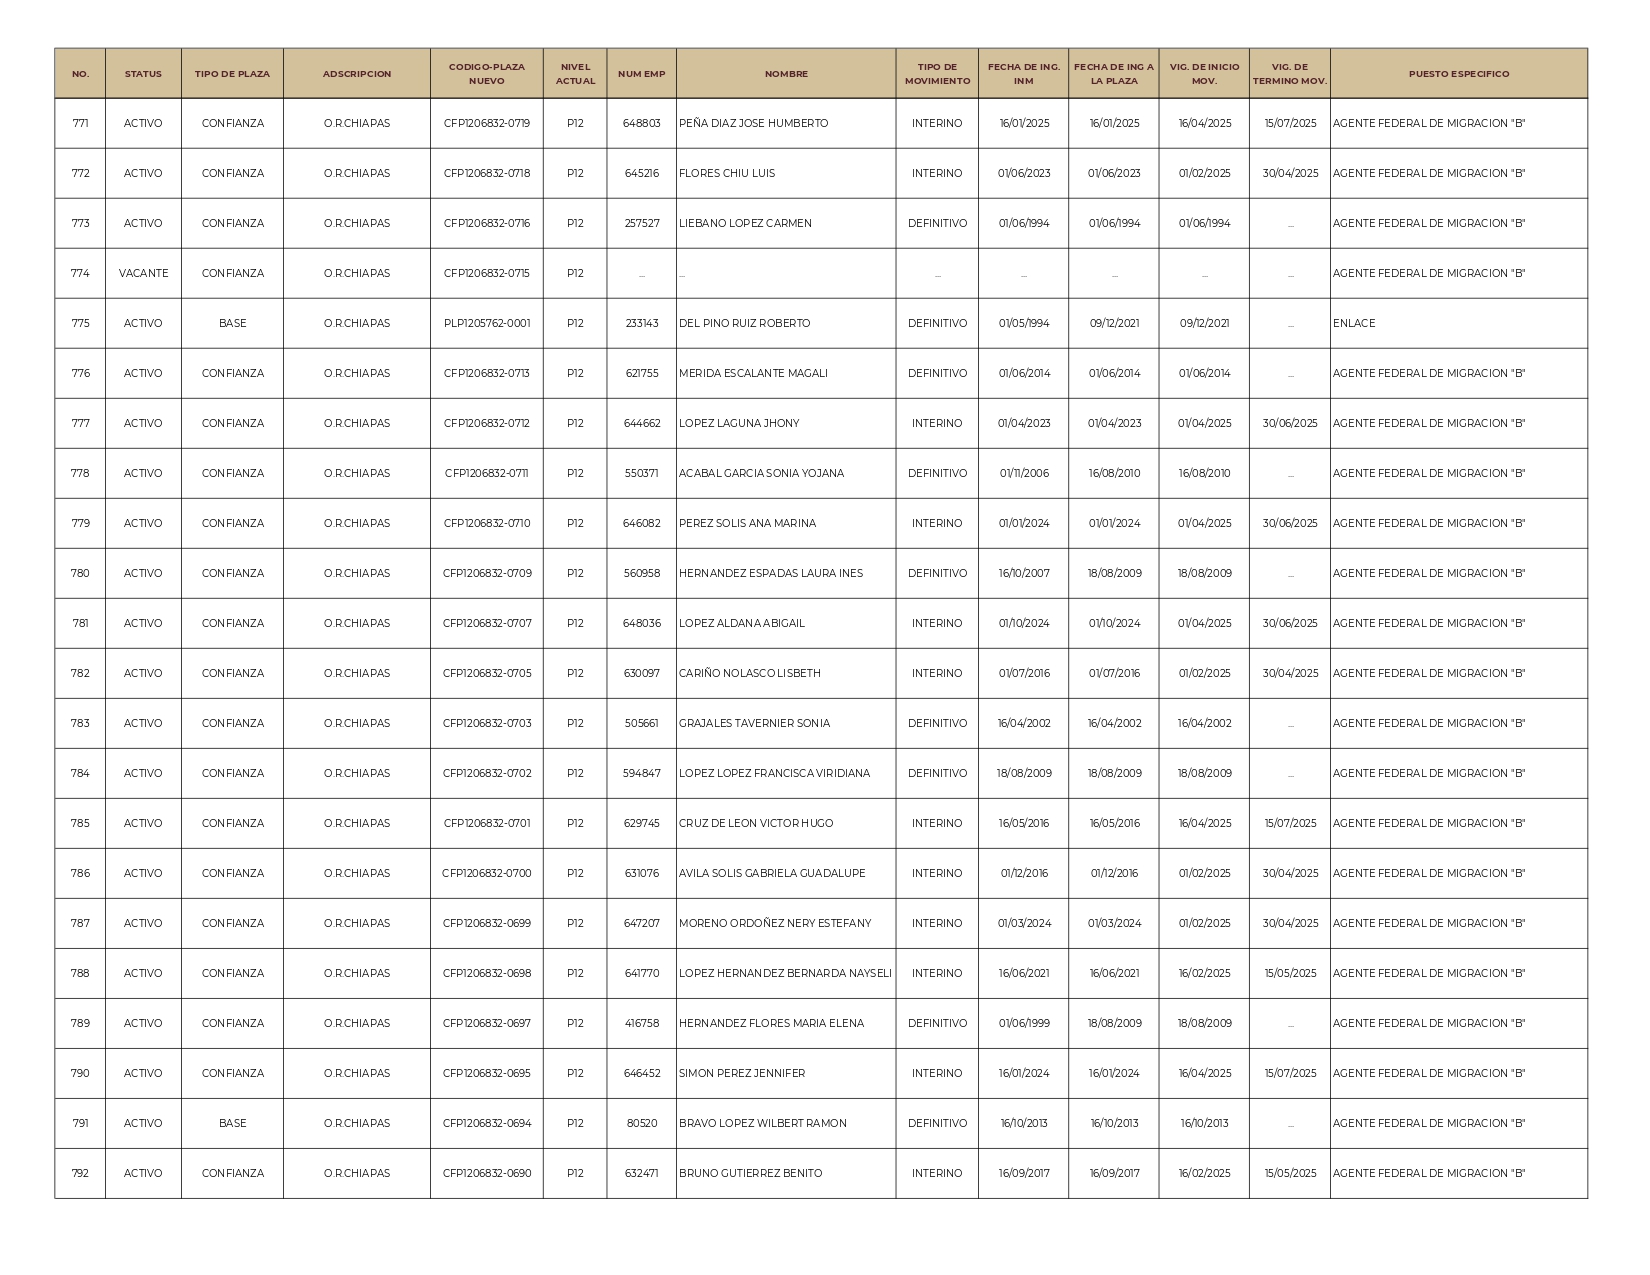 NO. STATUS TIPO DE PLAZA ADSCRIPCION CODIGO-PLAZA NUEVO NIVEL ACTUAL NUM EMP NOMBRE TIPO DE MOVIMIENTO FECHA DE ING. INM FECHA DE ING A LA PLAZA VIG. DE INICIO MOV. VIG. DE TERMINO MOV. PUESTO ESPECIFICO
771 ACTIVO CONFIANZA O.R.CHIAPAS CFP1206832-0719 P12 648803 PEÑA DIAZ JOSE HUMBERTO INTERINO 16/01/2025 16/01/2025 16/04/2025 15/07/2025 AGENTE FEDERAL DE MIGRACION "B"
772 ACTIVO CONFIANZA O.R.CHIAPAS CFP1206832-0718 P12 645216 FLORES CHIU LUIS INTERINO 01/06/2023 01/06/2023 01/02/2025 30/04/2025 AGENTE FEDERAL DE MIGRACION "B"
773 ACTIVO CONFIANZA O.R.CHIAPAS CFP1206832-0716 P12 257527 LIEBANO LOPEZ CARMEN DEFINITIVO 01/06/1994 01/06/1994 01/06/1994 ... AGENTE FEDERAL DE MIGRACION "B"
774 VACANTE CONFIANZA O.R.CHIAPAS CFP1206832-0715 P12 ... ... ... ... ... ... ... AGENTE FEDERAL DE MIGRACION "B"
775 ACTIVO BASE O.R.CHIAPAS PLP1205762-0001 P12 233143 DEL PINO RUIZ ROBERTO DEFINITIVO 01/05/1994 09/12/2021 09/12/2021 ... ENLACE
776 ACTIVO CONFIANZA O.R.CHIAPAS CFP1206832-0713 P12 621755 MERIDA ESCALANTE MAGALI DEFINITIVO 01/06/2014 01/06/2014 01/06/2014 ... AGENTE FEDERAL DE MIGRACION "B"
777 ACTIVO CONFIANZA O.R.CHIAPAS CFP1206832-0712 P12 644662 LOPEZ LAGUNA JHONY INTERINO 01/04/2023 01/04/2023 01/04/2025 30/06/2025 AGENTE FEDERAL DE MIGRACION "B"
778 ACTIVO CONFIANZA O.R.CHIAPAS CFP1206832-0711 P12 550371 ACABAL GARCIA SONIA YOJANA DEFINITIVO 01/11/2006 16/08/2010 16/08/2010 ... AGENTE FEDERAL DE MIGRACION "B"
779 ACTIVO CONFIANZA O.R.CHIAPAS CFP1206832-0710 P12 646082 PEREZ SOLIS ANA MARINA INTERINO 01/01/2024 01/01/2024 01/04/2025 30/06/2025 AGENTE FEDERAL DE MIGRACION "B"
780 ACTIVO CONFIANZA O.R.CHIAPAS CFP1206832-0709 P12 560958 HERNANDEZ ESPADAS LAURA INES DEFINITIVO 16/10/2007 18/08/2009 18/08/2009 ... AGENTE FEDERAL DE MIGRACION "B"
781 ACTIVO CONFIANZA O.R.CHIAPAS CFP1206832-0707 P12 648036 LOPEZ ALDANA ABIGAIL INTERINO 01/10/2024 01/10/2024 01/04/2025 30/06/2025 AGENTE FEDERAL DE MIGRACION "B"
782 ACTIVO CONFIANZA O.R.CHIAPAS CFP1206832-0705 P12 630097 CARIÑO NOLASCO LISBETH INTERINO 01/07/2016 01/07/2016 01/02/2025 30/04/2025 AGENTE FEDERAL DE MIGRACION "B"
783 ACTIVO CONFIANZA O.R.CHIAPAS CFP1206832-0703 P12 505661 GRAJALES TAVERNIER SONIA DEFINITIVO 16/04/2002 16/04/2002 16/04/2002 ... AGENTE FEDERAL DE MIGRACION "B"
784 ACTIVO CONFIANZA O.R.CHIAPAS CFP1206832-0702 P12 594847 LOPEZ LOPEZ FRANCISCA VIRIDIANA DEFINITIVO 18/08/2009 18/08/2009 18/08/2009 ... AGENTE FEDERAL DE MIGRACION "B"
785 ACTIVO CONFIANZA O.R.CHIAPAS CFP1206832-0701 P12 629745 CRUZ DE LEON VICTOR HUGO INTERINO 16/05/2016 16/05/2016 16/04/2025 15/07/2025 AGENTE FEDERAL DE MIGRACION "B"
786 ACTIVO CONFIANZA O.R.CHIAPAS CFP1206832-0700 P12 631076 AVILA SOLIS GABRIELA GUADALUPE INTERINO 01/12/2016 01/12/2016 01/02/2025 30/04/2025 AGENTE FEDERAL DE MIGRACION "B"
787 ACTIVO CONFIANZA O.R.CHIAPAS CFP1206832-0699 P12 647207 MORENO ORDOÑEZ NERY ESTEFANY INTERINO 01/03/2024 01/03/2024 01/02/2025 30/04/2025 AGENTE FEDERAL DE MIGRACION "B"
788 ACTIVO CONFIANZA O.R.CHIAPAS CFP1206832-0698 P12 641770 LOPEZ HERNANDEZ BERNARDA NAYSELI INTERINO 16/06/2021 16/06/2021 16/02/2025 15/05/2025 AGENTE FEDERAL DE MIGRACION "B"
789 ACTIVO CONFIANZA O.R.CHIAPAS CFP1206832-0697 P12 416758 HERNANDEZ FLORES MARIA ELENA DEFINITIVO 01/06/1999 18/08/2009 18/08/2009 ... AGENTE FEDERAL DE MIGRACION "B"
790 ACTIVO CONFIANZA O.R.CHIAPAS CFP1206832-0695 P12 646452 SIMON PEREZ JENNIFER INTERINO 16/01/2024 16/01/2024 16/04/2025 15/07/2025 AGENTE FEDERAL DE MIGRACION "B"
791 ACTIVO BASE O.R.CHIAPAS CFP1206832-0694 P12 80520 BRAVO LOPEZ WILBERT RAMON DEFINITIVO 16/10/2013 16/10/2013 16/10/2013 ... AGENTE FEDERAL DE MIGRACION "B"
792 ACTIVO CONFIANZA O.R.CHIAPAS CFP1206832-0690 P12 632471 BRUNO GUTIERREZ BENITO INTERINO 16/09/2017 16/09/2017 16/02/2025 15/05/2025 AGENTE FEDERAL DE MIGRACION "B"